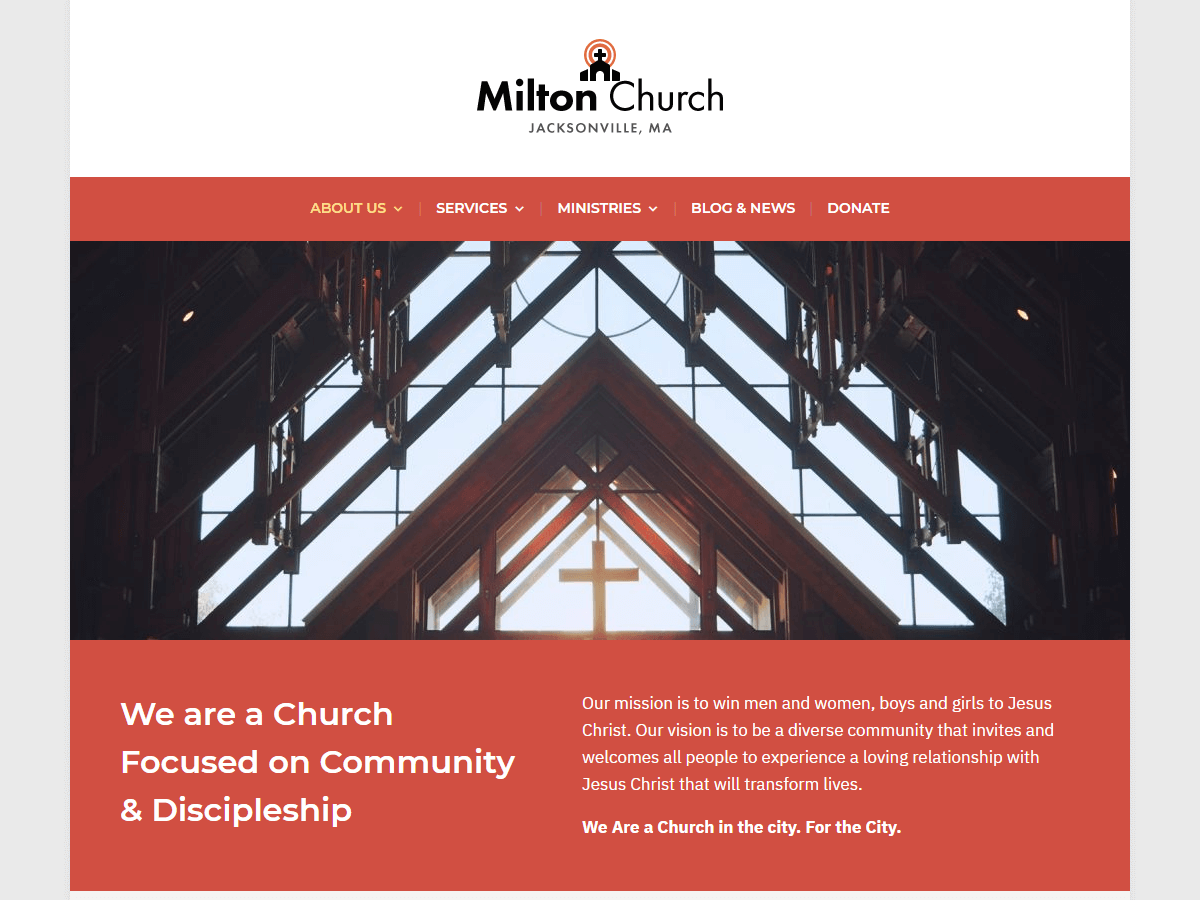 Milton Church
JACKSONVILLE, MA
ABOUT US
SERVICES
MINISTRIES
BLOG & NEWS
DONATE
We are a Church
Focused on Community
& Discipleship
Our mission is to win men and women, boys and girls to Jesus
Christ. Our vision is to be a diverse community that invites and
welcomes all people to experience a loving relationship with
Jesus Christ that will transform lives.
We Are a Church in the city. For the City.